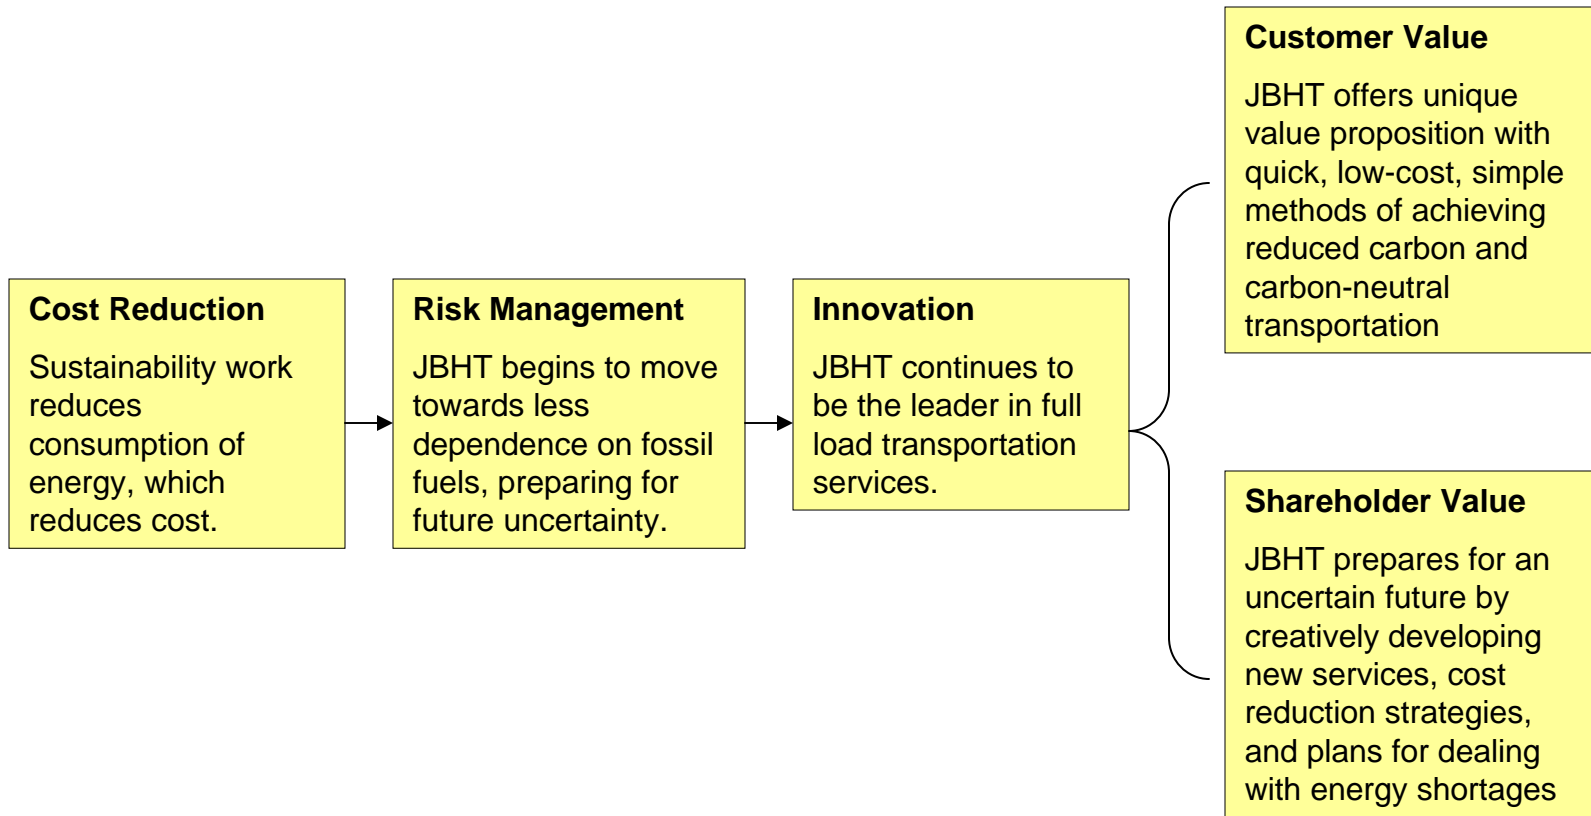 Cost Reduction
Sustainability work
reduces
consumption of
energy, which
reduces cost.
Risk Management
JBHT begins to move
towards less
dependence on fossil
fuels, preparing for
future uncertainty.
Innovation
JBHT continues to
be the leader in full
load transportation
services.
Customer Value
JBHT offers unique
value proposition with
quick, low-cost, simple
methods of achieving
reduced carbon and
carbon-neutral
transportation
Shareholder Value
JBHT prepares for an
uncertain future by
creatively developing
new services, cost
reduction strategies,
and plans for dealing
with energy shortages